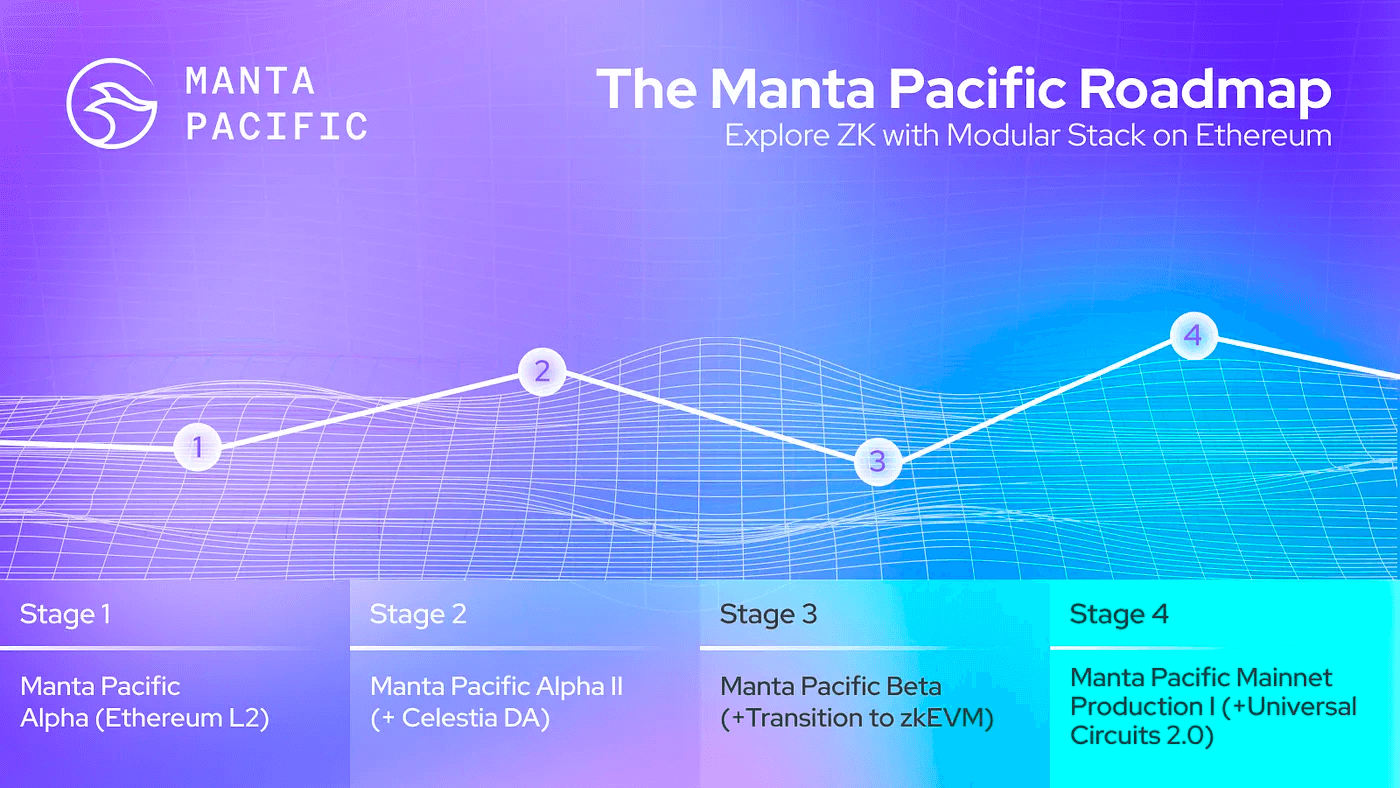 MANTA
PACIFIC
The Manta Pacific Roadmap
Explore ZK with Modular Stack on Ethereum
1
2
3
4
Stage 1
Manta Pacific
Alpha (Ethereum L2)
Stage 2
Manta Pacific Alpha II
(+ Celestia DA)
Stage 3
Manta Pacific Beta
(+Transition to zkEVM)
Stage 4
Manta Pacific Mainnet
Production I (+Universal
Circuits 2.0)